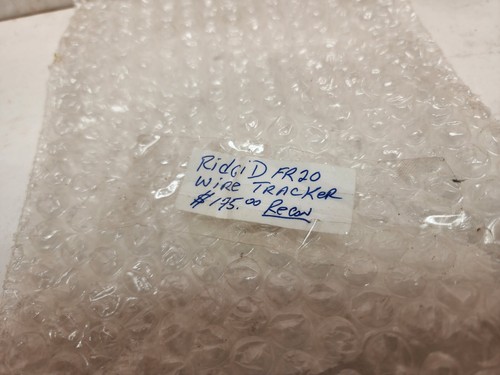 RidGiD FR20
WIRE TRACKER
$175.00 Recon